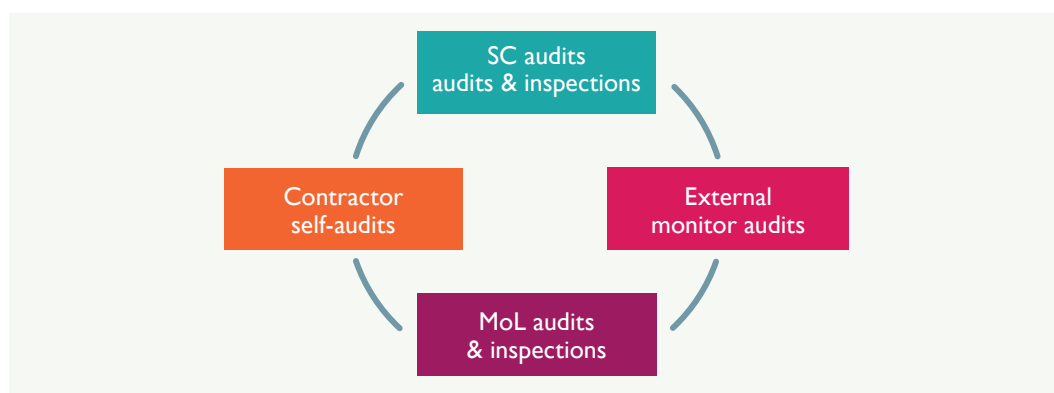 SC audits
audits & inspections
Contractor
self-audits
External
monitor audits
MoL audits
& inspections